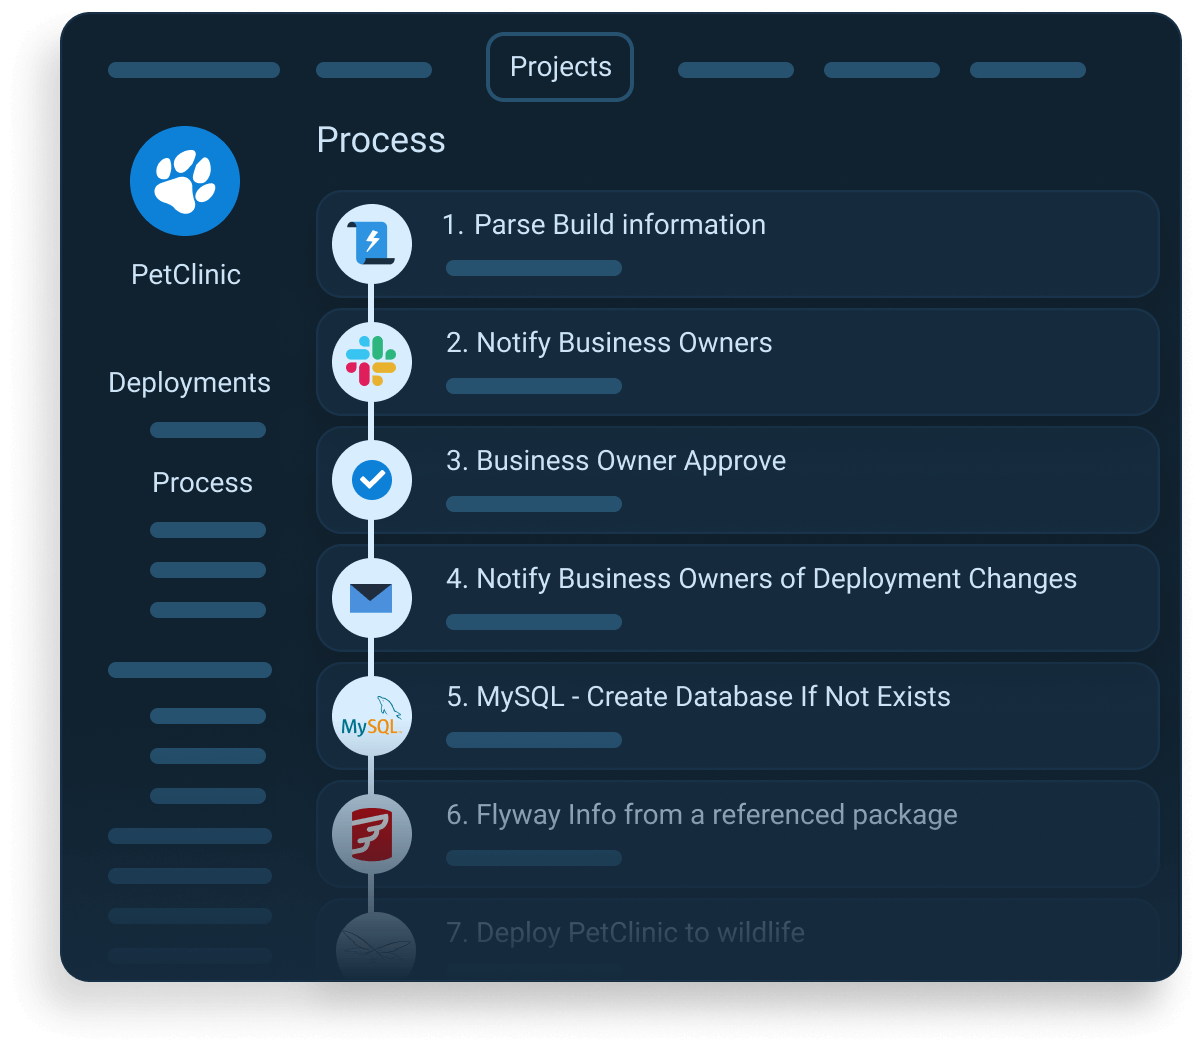 Projects
PetClinic
Deployments
Process
Process
1. Parse Build information
2. Notify Business Owners
3. Business Owner Approve
4. Notify Business Owners of Deployment Changes
MySQL
5. MySQL - Create Database If Not Exists
6. Flyway Info from a referenced package
7. Deploy PetClinic to wildlife